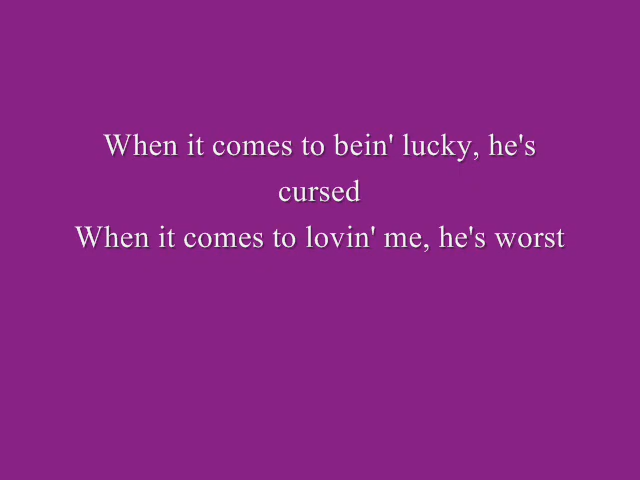 When it comes to bein' lucky, he's
cursed
When it comes to lovin' me, he's worst